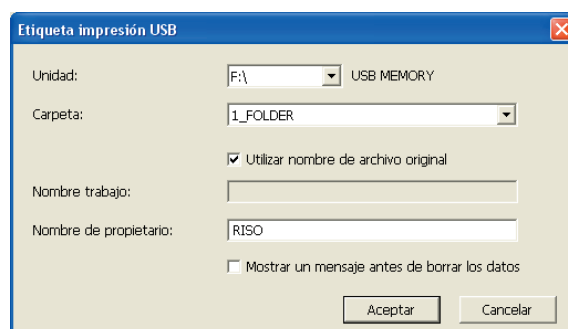 Etiqueta impresión USB
Unidad: F:\ USB MEMORY
Carpeta: 1_FOLDER
Utilizar nombre de archivo original
Nombre trabajo:
Nombre de propietario: RISO
Mostrar un mensaje antes de borrar los datos
Aceptar Cancelar